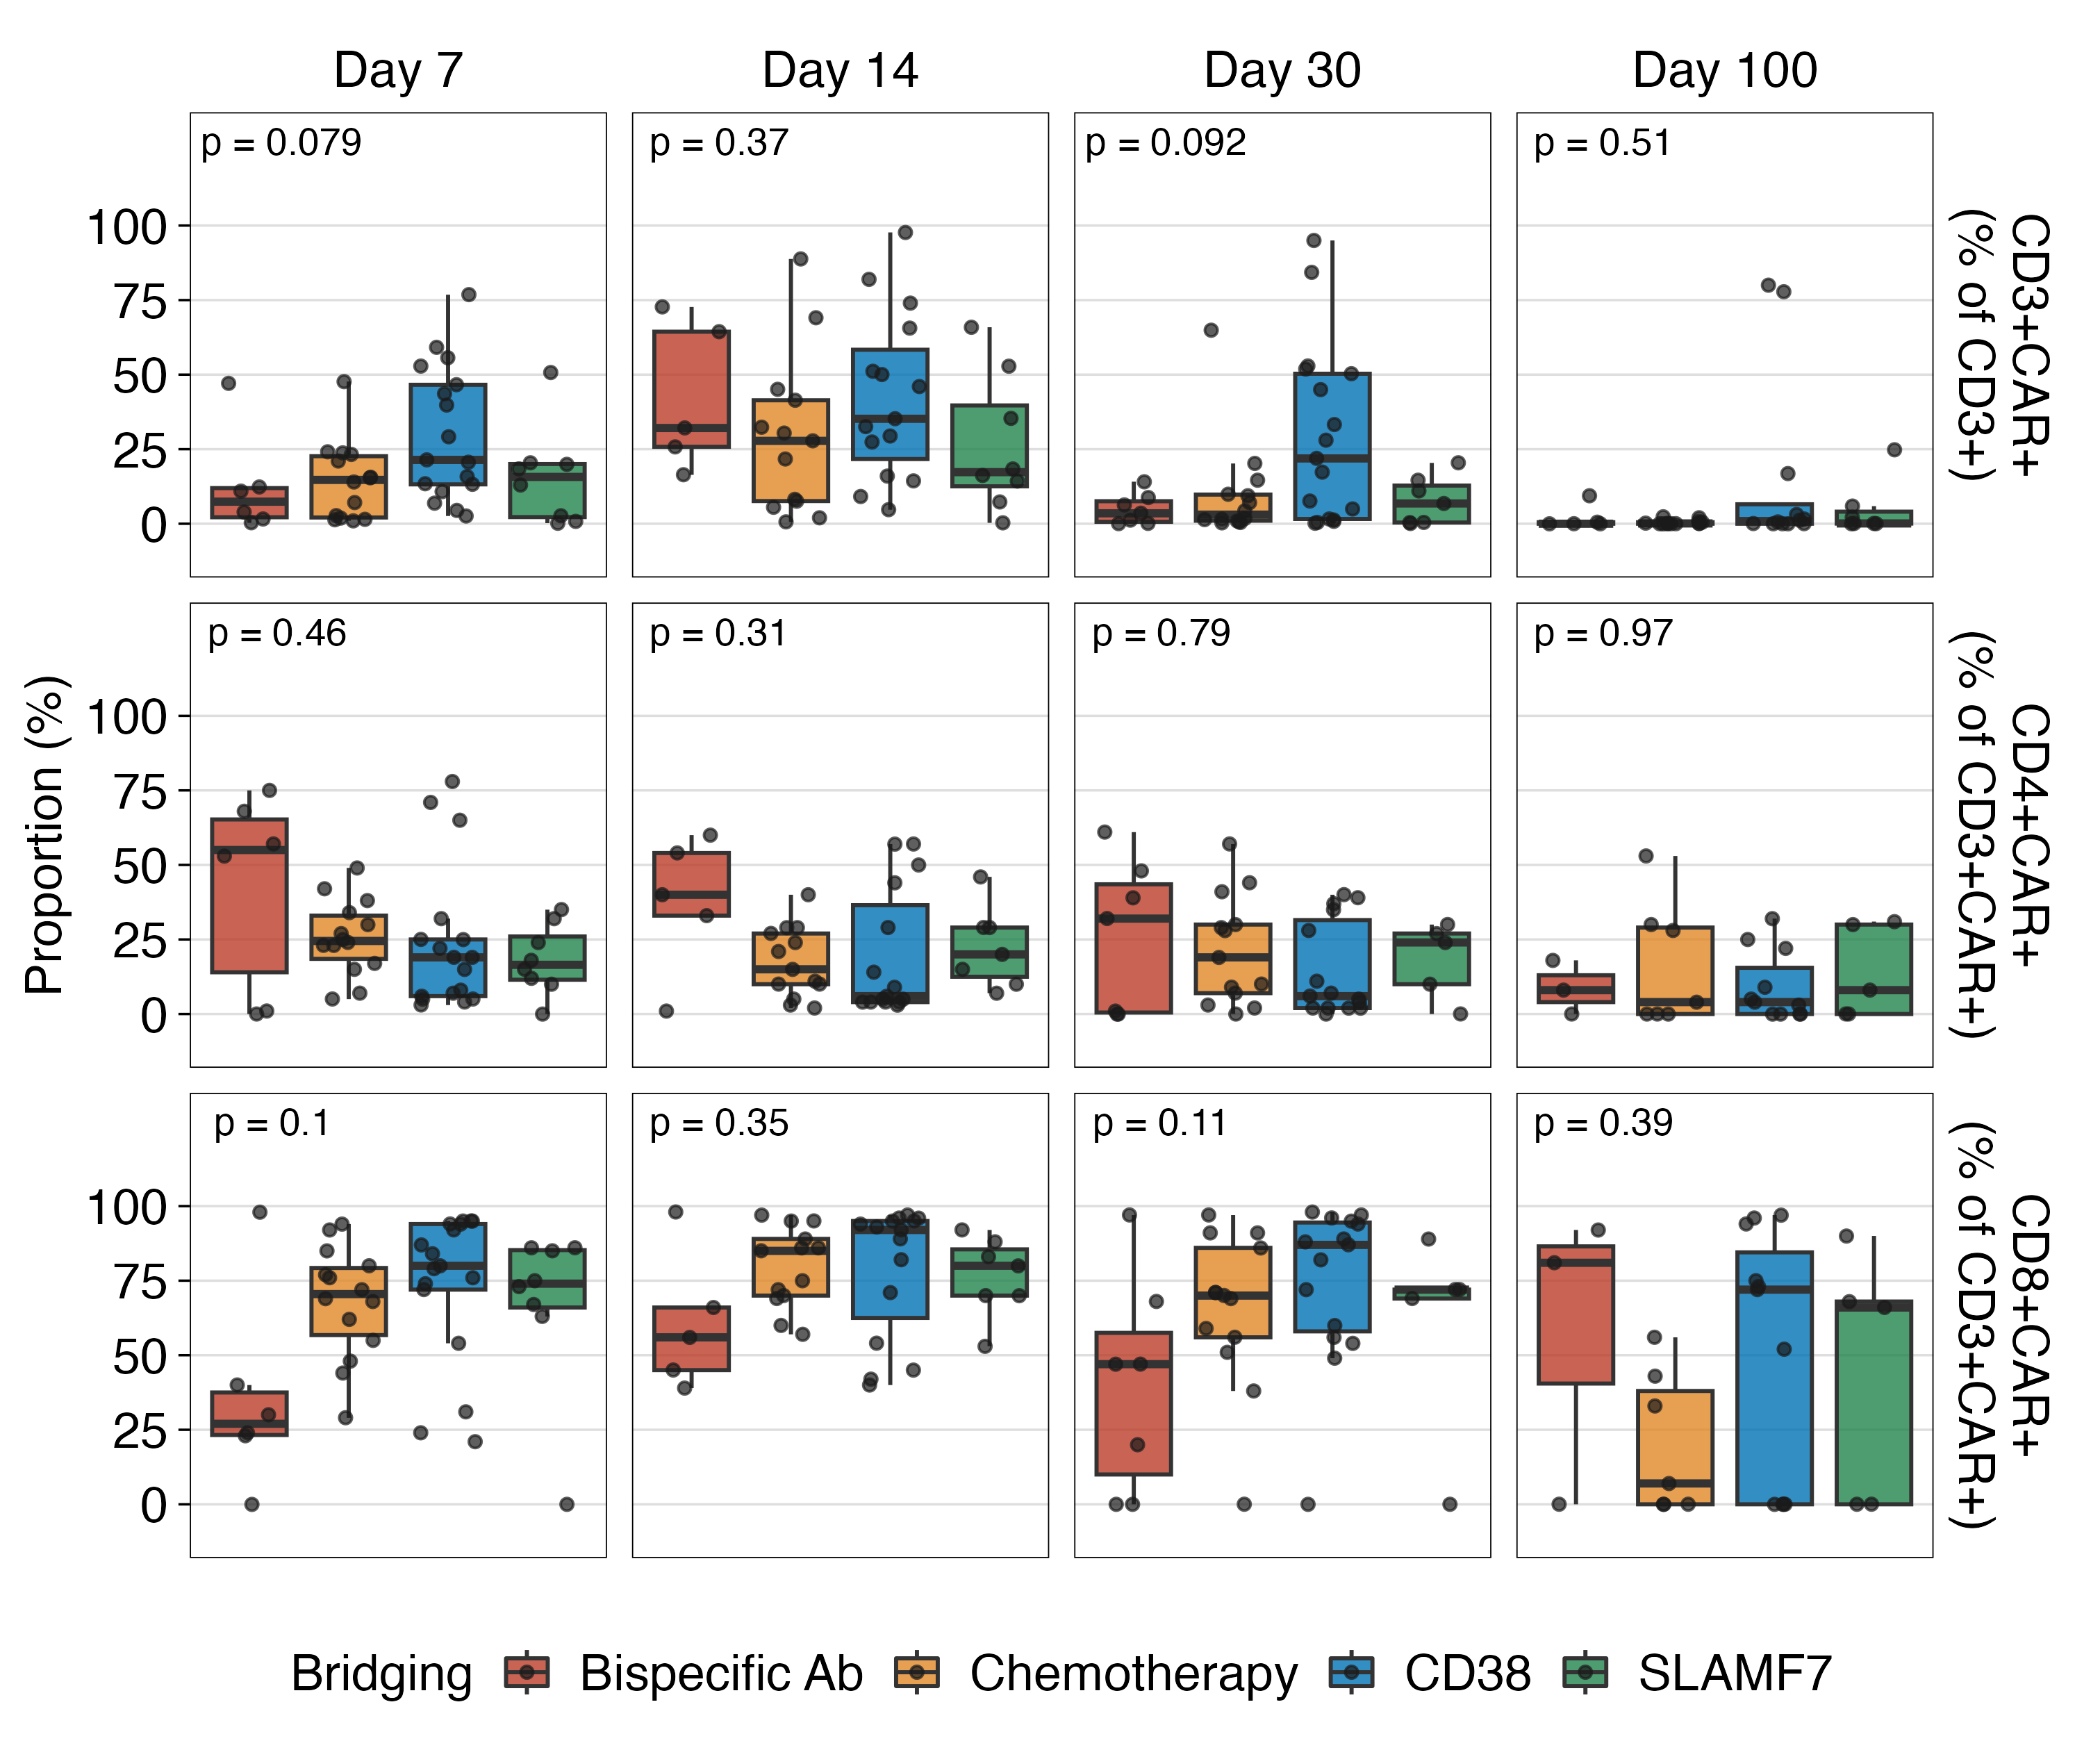 Day 7
Day 14
Day 30
Day 100
p = 0.079
p = 0.37
p = 0.092
p = 0.51
100
75
50
25
0
CD3+CAR+
(% of CD3+)
p = 0.46
p = 0.31
p = 0.79
p = 0.97
Proportion (%)
100
75
50
25
0
CD4+CAR+
(% of CD3+CAR+)
p = 0.1
p = 0.35
p = 0.11
p = 0.39
100
75
50
25
0
CD8+CAR+
(% of CD3+CAR+)
Bridging Bispecific Ab Chemotherapy CD38 SLAMF7